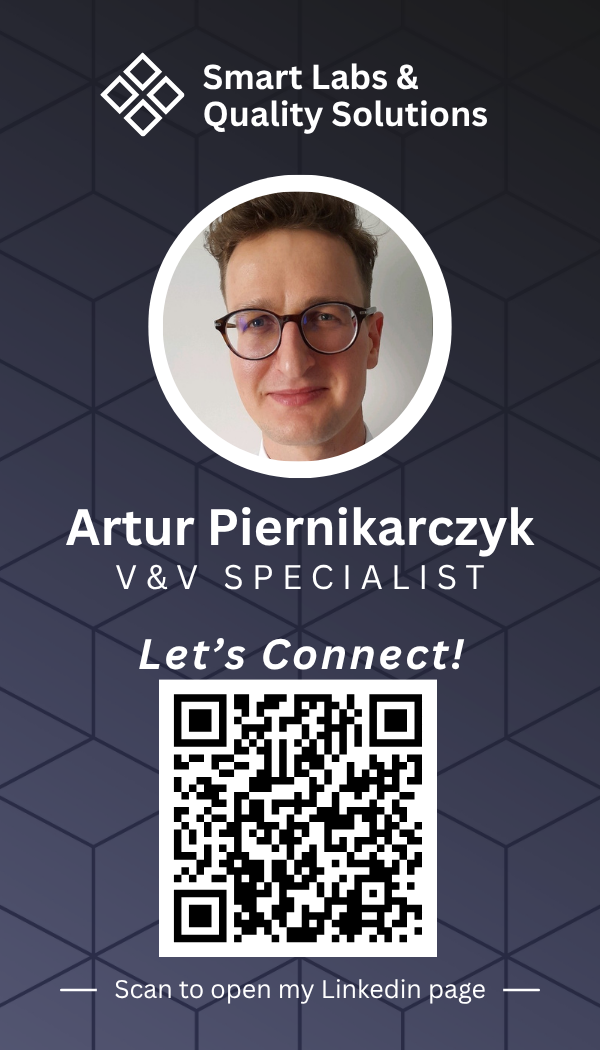 Smart Labs &
Quality Solutions
Artur Piernikarczyk
V&V SPECIALIST
Let’s Connect!
Scan to open my Linkedin page